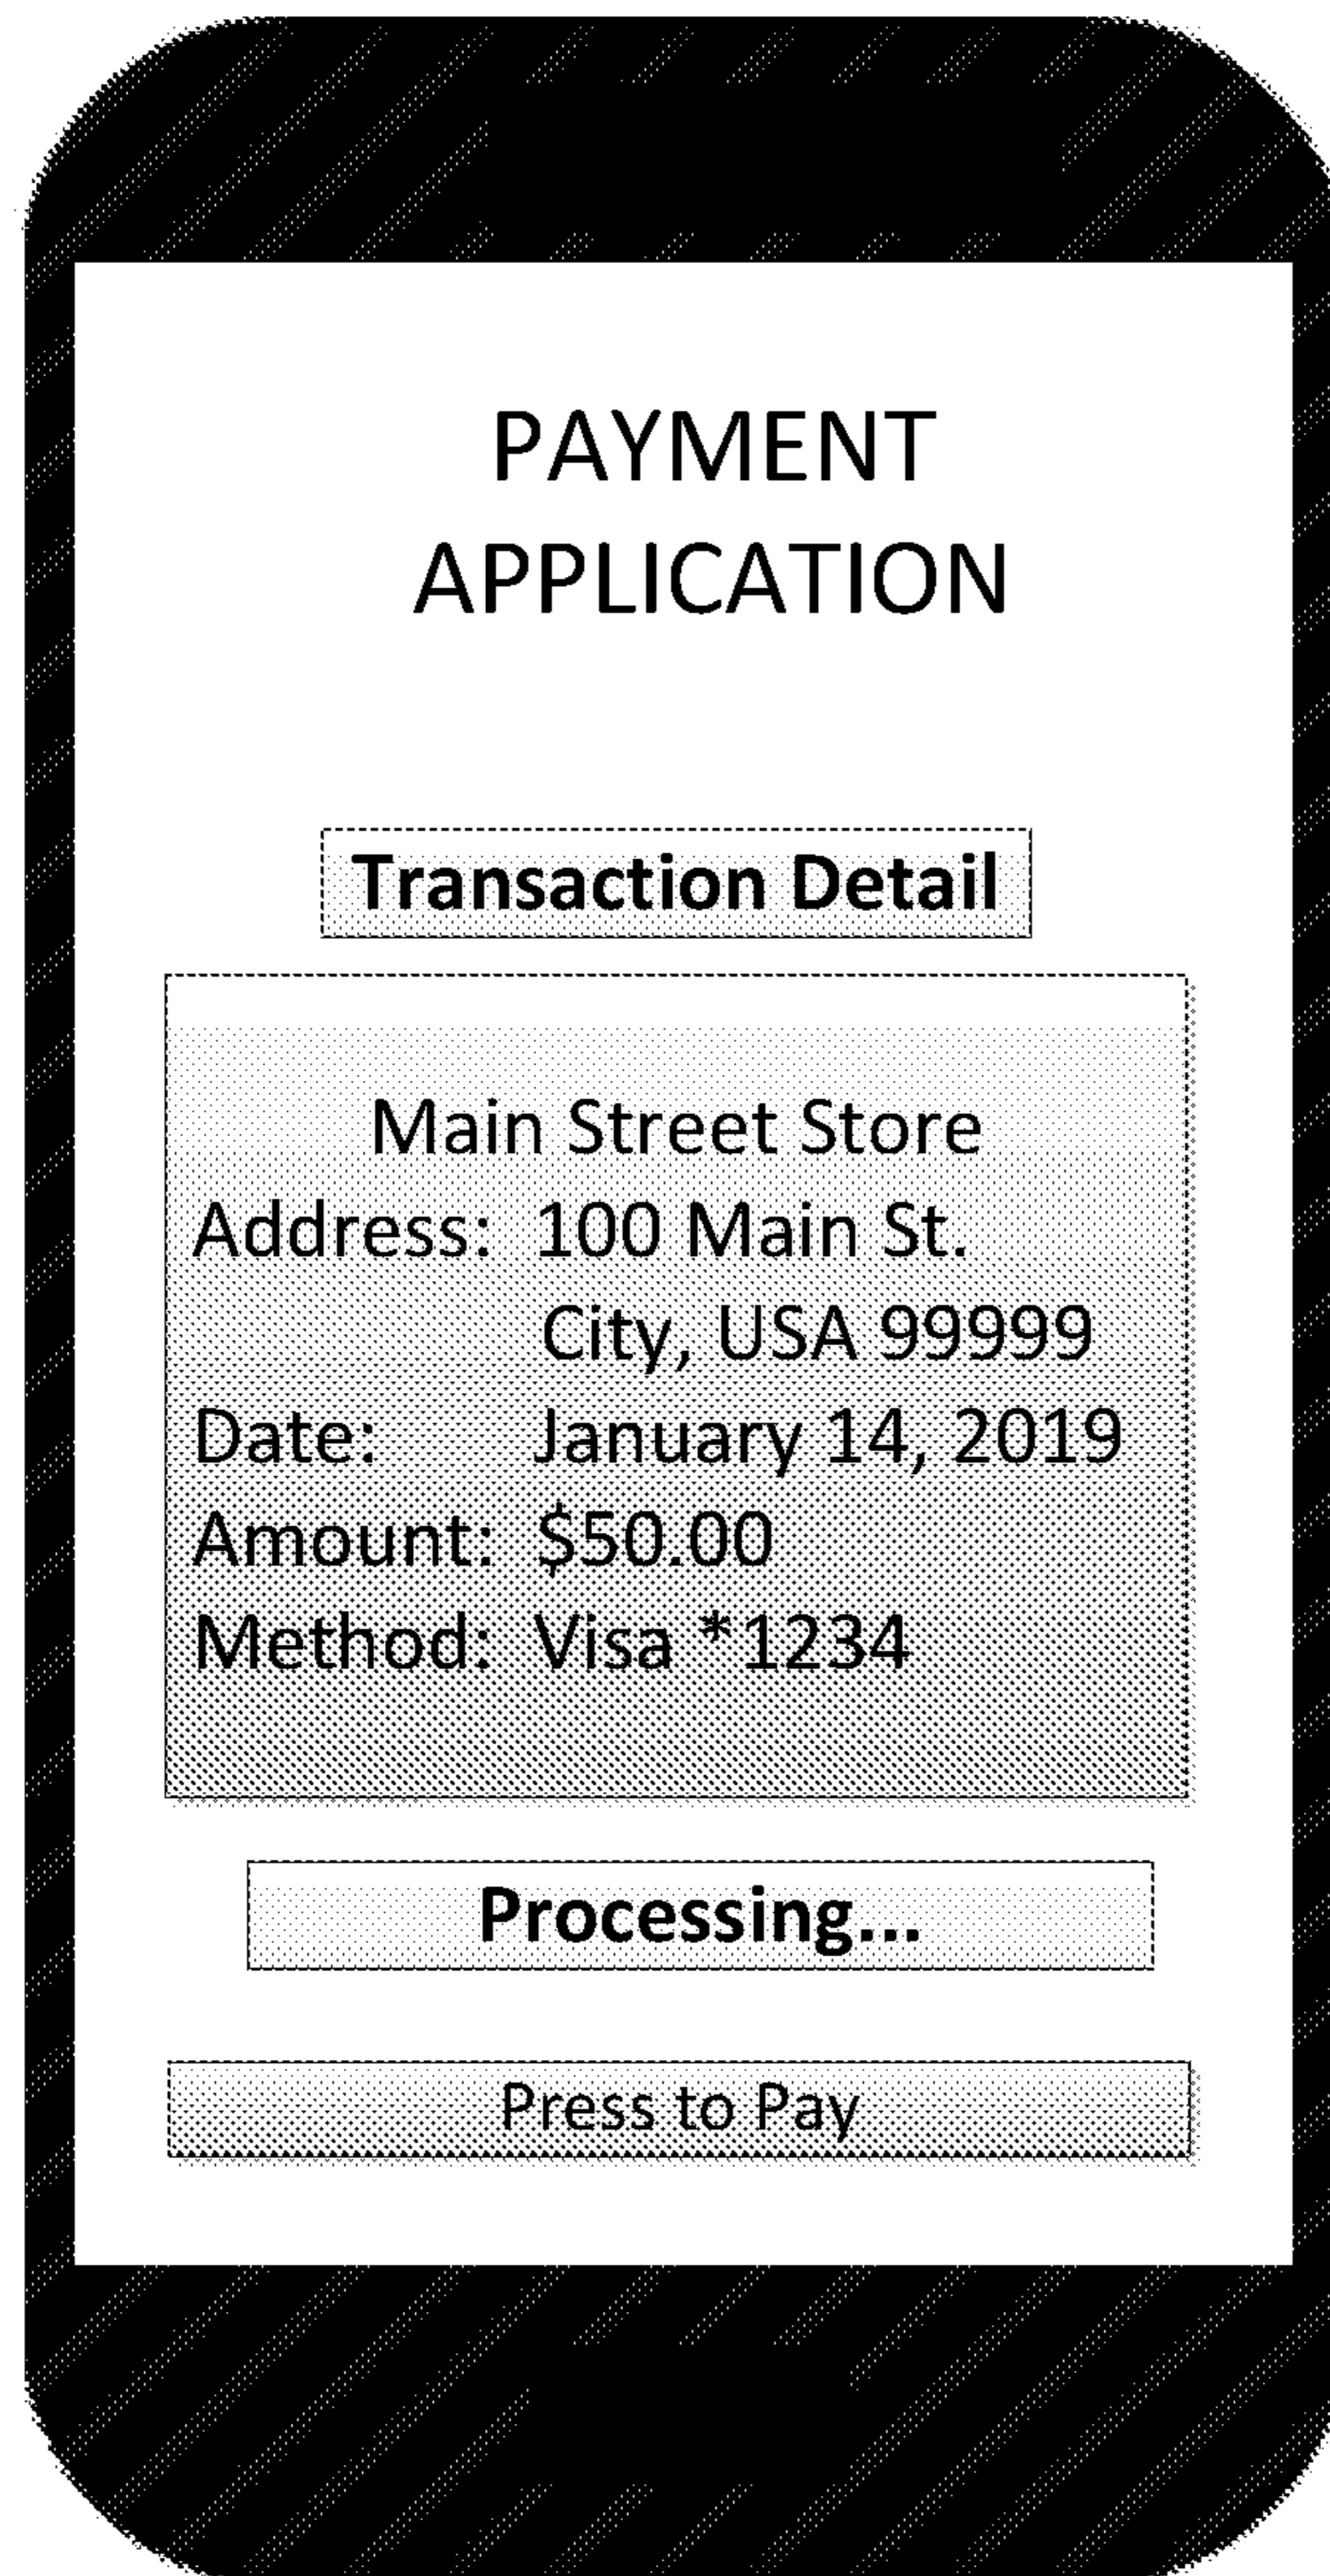 PAYMENT
APPLICATION
Transaction Detail
Main Street Store
Address: 100 Main St.
City, USA 99999
Date: January 14, 2019
Amount: $50.00
Method: Visa *1234
Processing...
Press to Pay